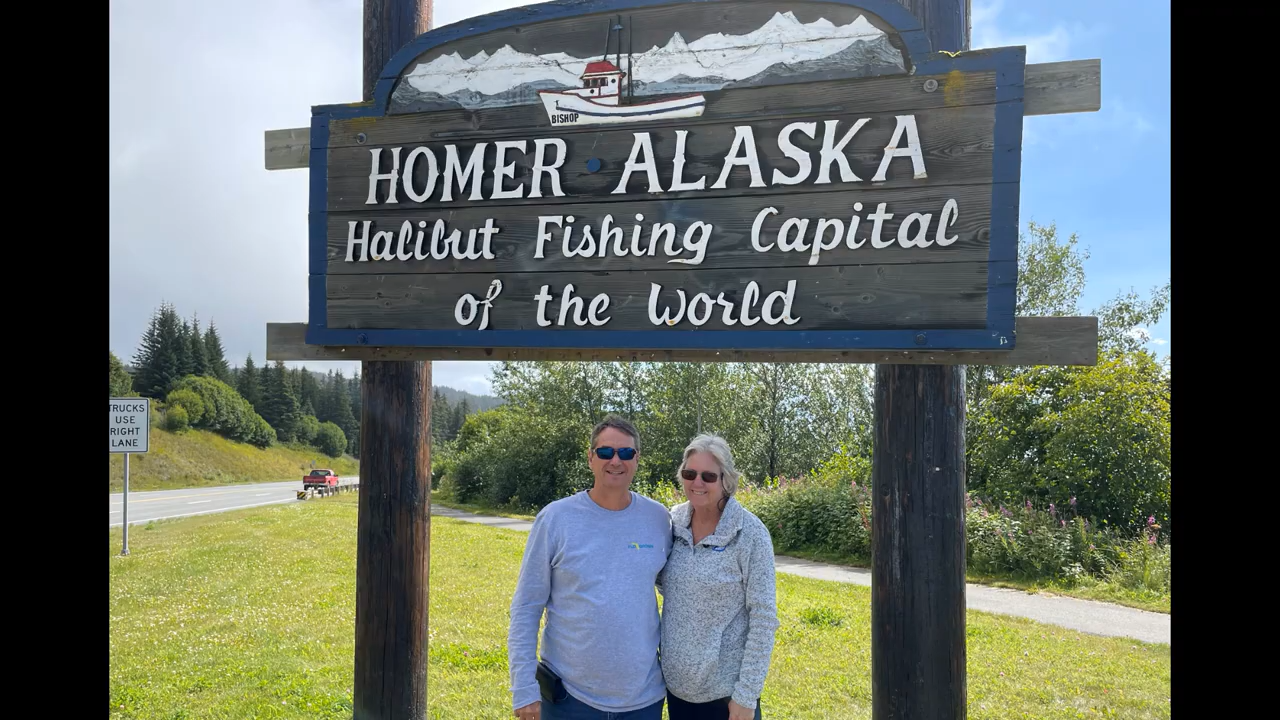 T.
BISHOP
HOMER ALASKA
Halibut Fishing Capital
of the World
TRUCKS
USE
RIGHT
LANE